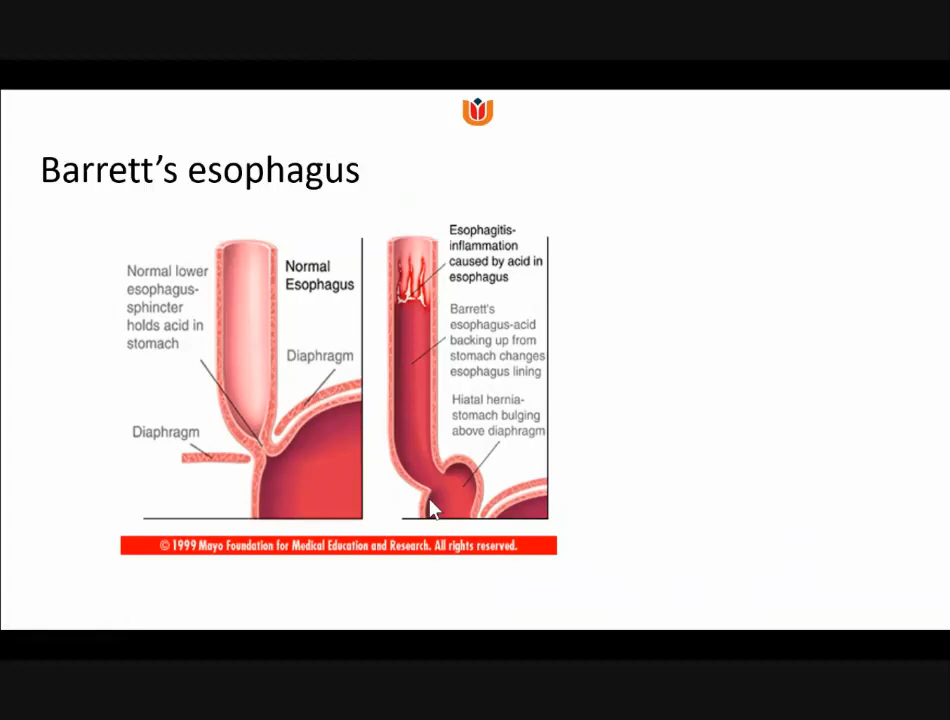 Barrett's esophagus
Normal lower
esophagus-
sphincter
holds acid in
stomach
Normal
Esophagus
Diaphragm
Diaphragm
Esophagitis-
inflammation
caused by acid in
esophagus
Barrett's
esophagus-acid
backing up from
stomach changes
esophagus lining
Hiatal hernia-
stomach bulging
above diaphragm
© 1999 Mayo Foundation for Medical Education and Research. All rights reserved.